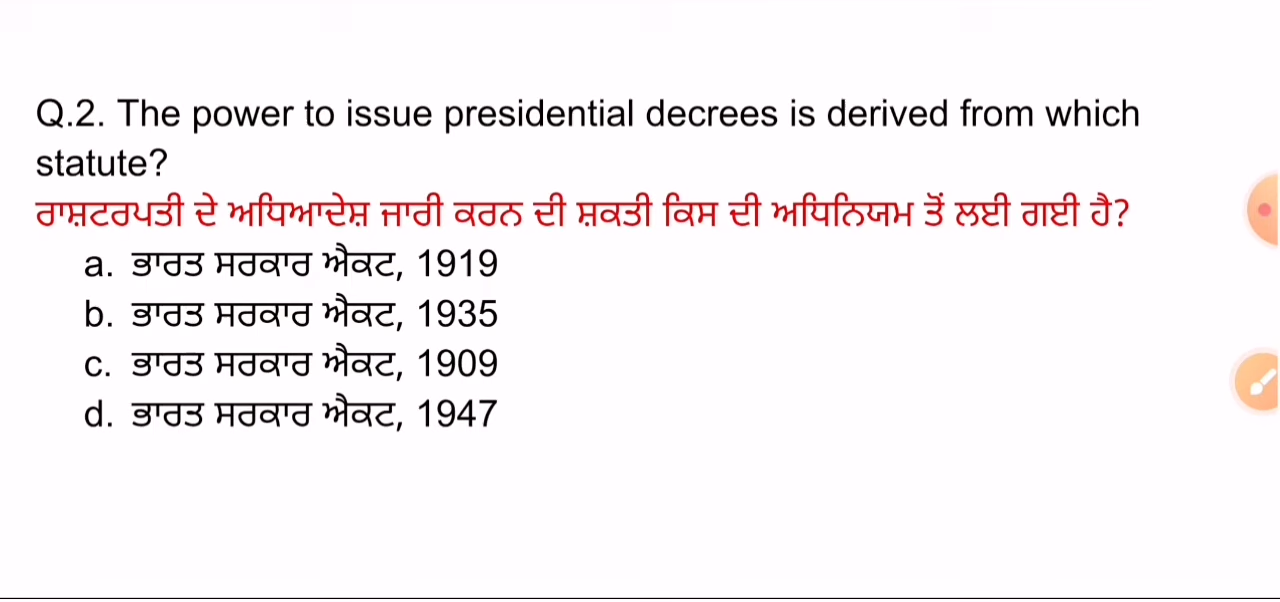 Q.2. The power to issue presidential decrees is derived from which
statute?
ਰਾਸ਼ਟਰਪਤੀ ਦੇ ਅਧਿਆਦੇਸ਼ ਜਾਰੀ ਕਰਨ ਦੀ ਸ਼ਕਤੀ ਕਿਸ ਦੀ ਅਧਿਨਿਯਮ ਤੋਂ ਲਈ ਗਈ ਹੈ?
a. ਭਾਰਤ ਸਰਕਾਰ ਐਕਟ, 1919
b. ਭਾਰਤ ਸਰਕਾਰ ਐਕਟ, 1935
c. ਭਾਰਤ ਸਰਕਾਰ ਐਕਟ, 1909
d. ਭਾਰਤ ਸਰਕਾਰ ਐਕਟ, 1947